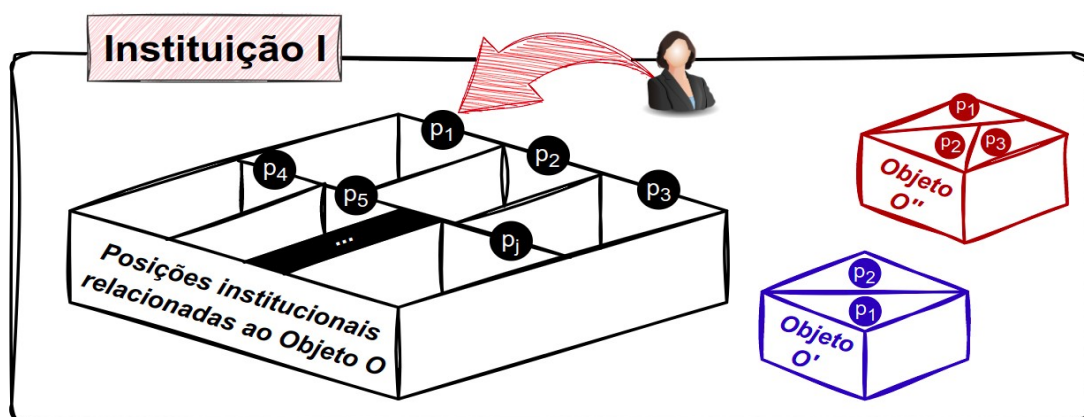 Instituição I
p1
p2
p3
p4
p5
...
pj
Posições institucionais
relacionadas ao Objeto O
p1
p2
p3
Objeto
O''
p2
p1
Objeto
O'